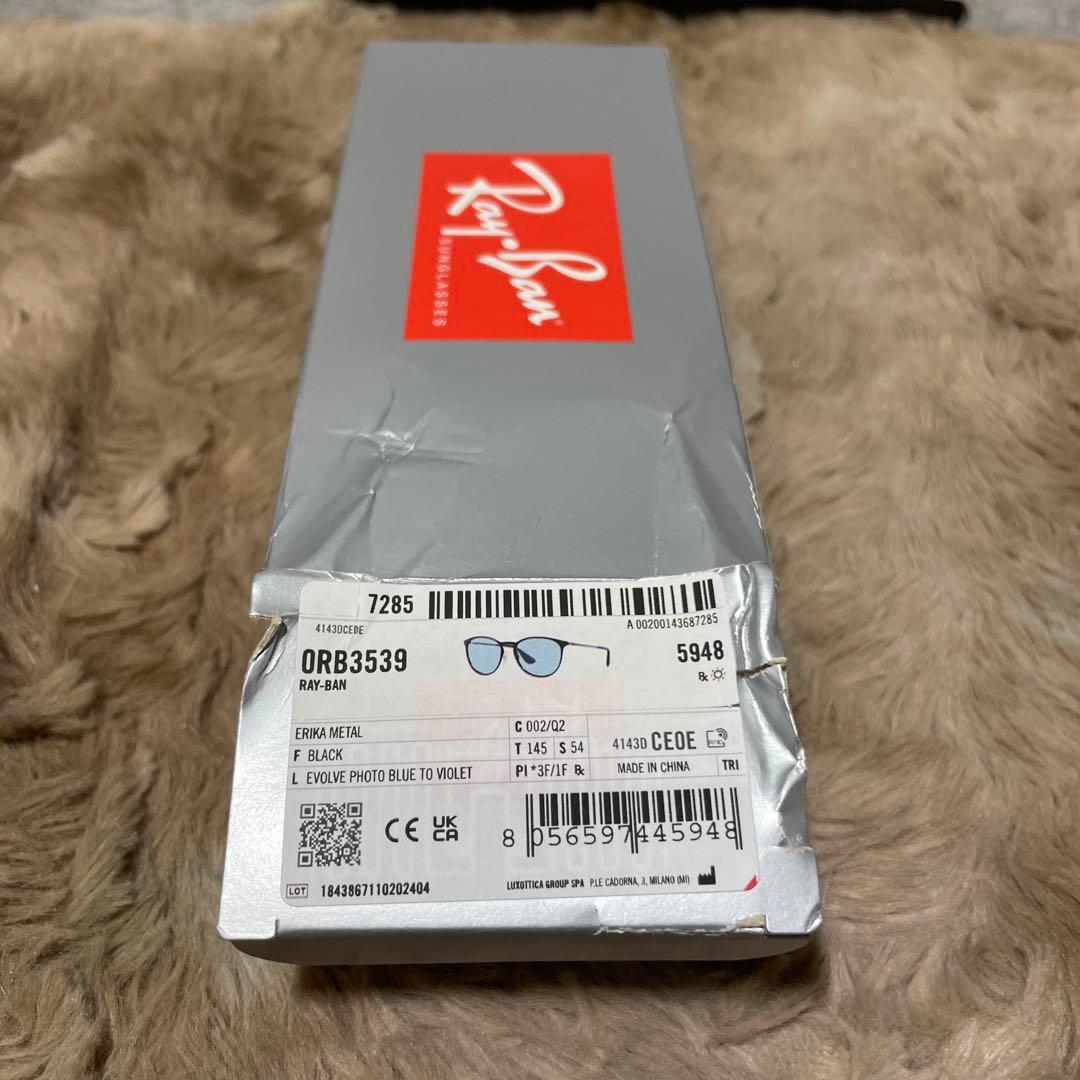 Ray-Ban
SUNGLASSES
7285
A 00200143687285
4143DCE0E
0RB3539
RAY-BAN
5948
ERIKA METAL
C 002/Q2
F BLACK
T 145 S 54
4143D CE0E
L EVOLVE PHOTO BLUE TO VIOLET
PI *3F/1F ℞
MADE IN CHINA TRI
CE UK CA
8 056597 445948
LOT 1843867110202404
LUXOTTICA GROUP SPA P.LE CADORNA, 3, MILANO (MI)